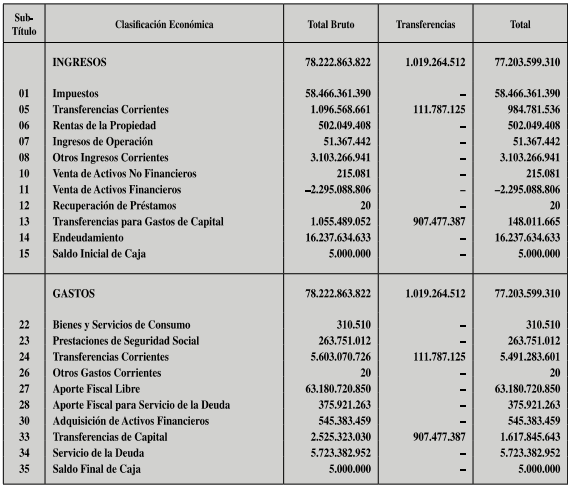 Sub-Título Clasificación Económica Total Bruto Transferencias Total
INGRESOS 78.222.863.822 1.019.264.512 77.203.599.310
01 Impuestos 58.466.361.390 – 58.466.361.390
05 Transferencias Corrientes 1.096.568.661 111.787.125 984.781.536
06 Rentas de la Propiedad 502.049.408 – 502.049.408
07 Ingresos de Operación 51.367.442 – 51.367.442
08 Otros Ingresos Corrientes 3.103.266.941 – 3.103.266.941
10 Venta de Activos No Financieros 215.081 – 215.081
11 Venta de Activos Financieros –2.295.088.806 – –2.295.088.806
12 Recuperación de Préstamos 20 – 20
13 Transferencias para Gastos de Capital 1.055.489.052 907.477.387 148.011.665
14 Endeudamiento 16.237.634.633 – 16.237.634.633
15 Saldo Inicial de Caja 5.000.000 – 5.000.000
GASTOS 78.222.863.822 1.019.264.512 77.203.599.310
22 Bienes y Servicios de Consumo 310.510 – 310.510
23 Prestaciones de Seguridad Social 263.751.012 – 263.751.012
24 Transferencias Corrientes 5.603.070.726 111.787.125 5.491.283.601
26 Otros Gastos Corrientes 20 – 20
27 Aporte Fiscal Libre 63.180.720.850 – 63.180.720.850
28 Aporte Fiscal para Servicio de la Deuda 375.921.263 – 375.921.263
30 Adquisición de Activos Financieros 545.383.459 – 545.383.459
33 Transferencias de Capital 2.525.323.030 907.477.387 1.617.845.643
34 Servicio de la Deuda 5.723.382.952 – 5.723.382.952
35 Saldo Final de Caja 5.000.000 – 5.000.000